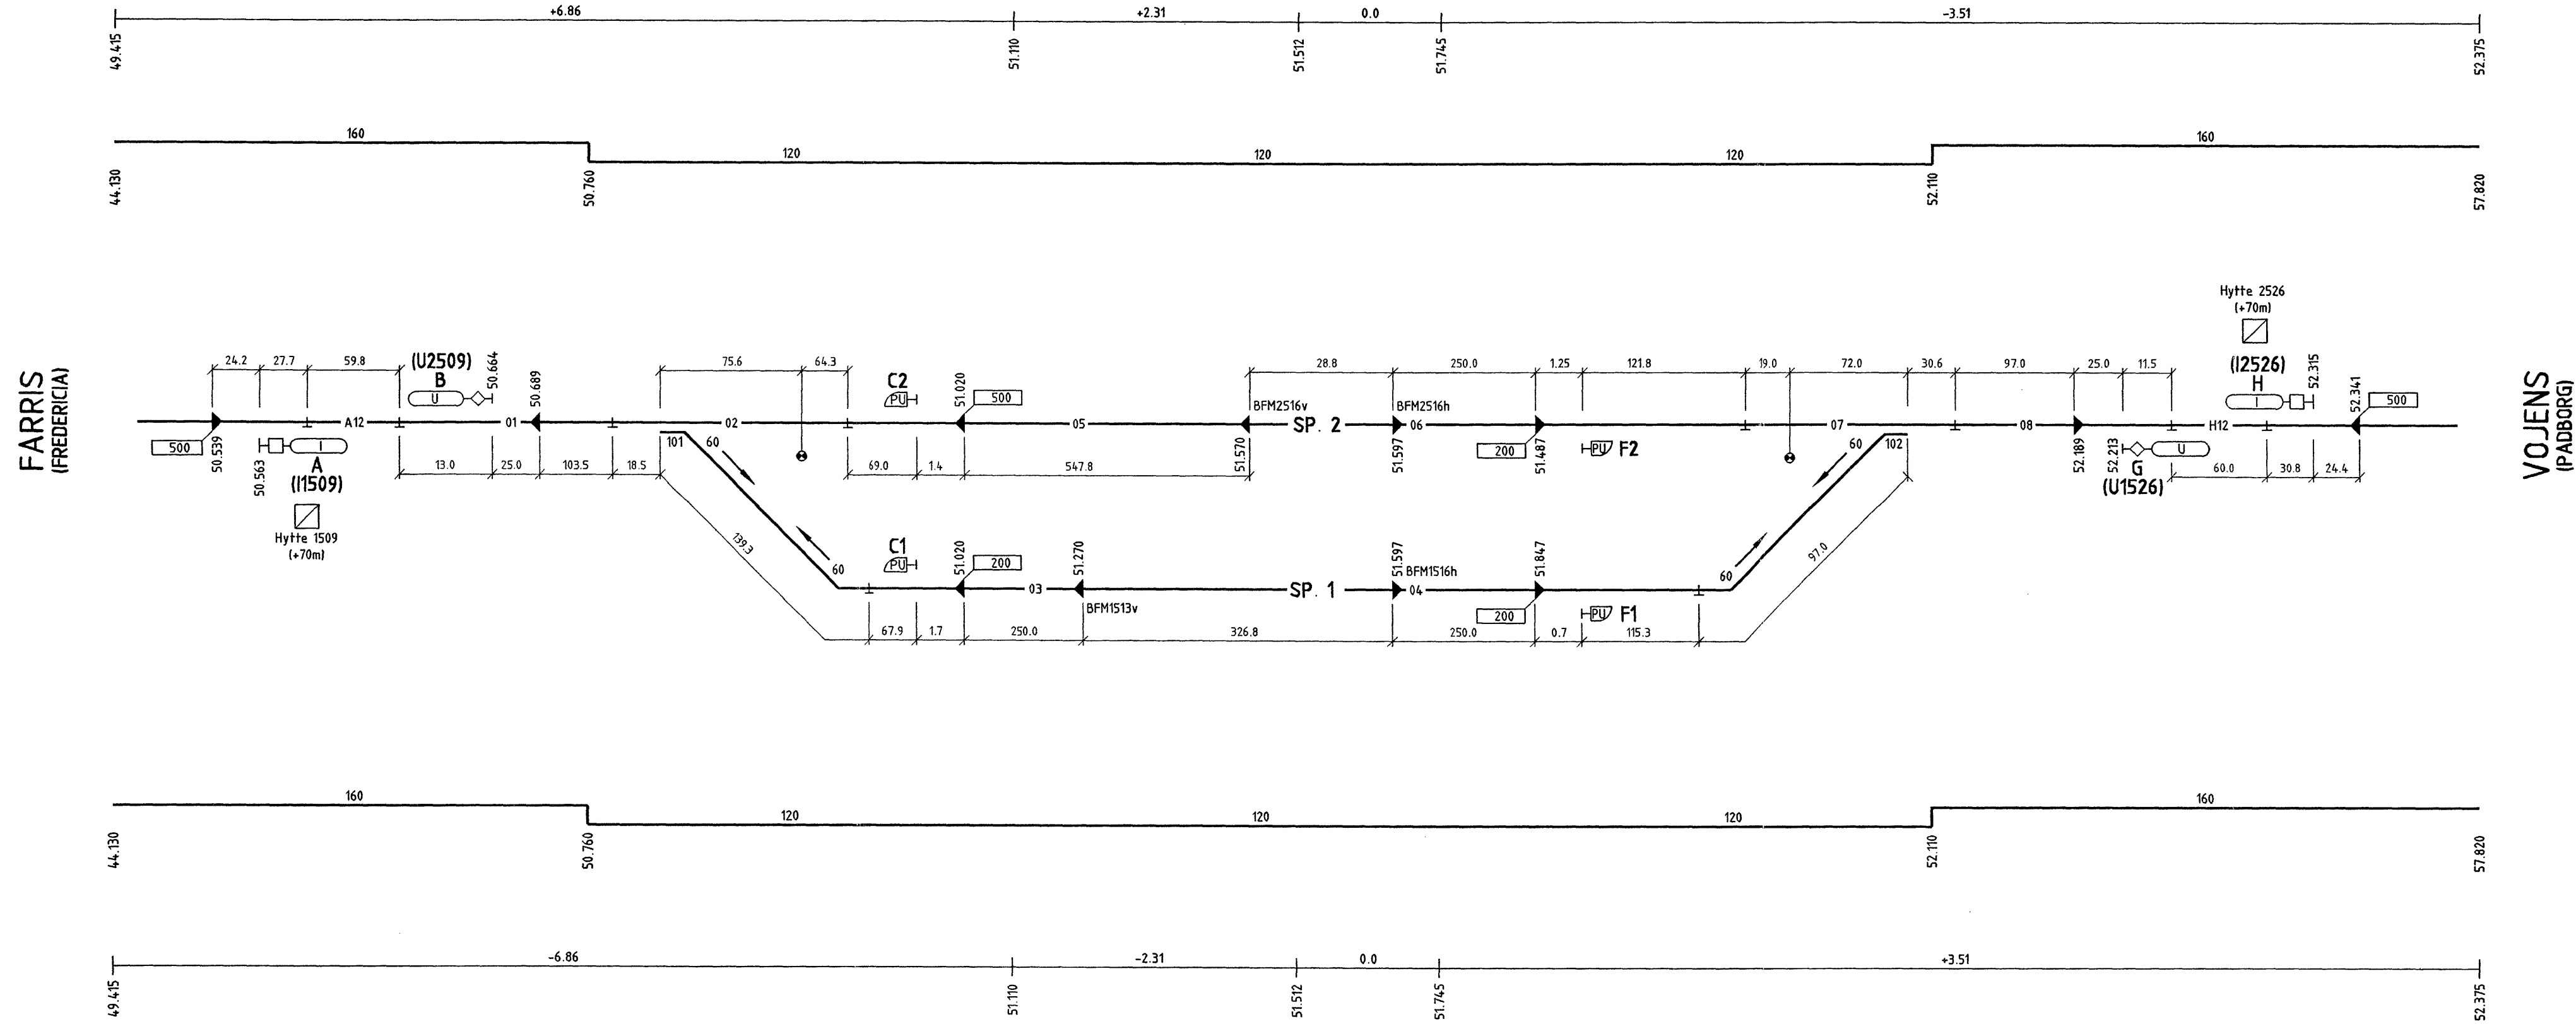 +6.86 +2.31 0.0 -3.51
49.415 51.110 51.512 51.745 52.375
160 120 120 120 160
44.130 50.760 52.110 57.820
Hytte 2526
(+70m)
FARRIS
(FREDERICIA)
VOJENS
(PADBORG)
24.2 27.7 59.8 (U2509) 50.664 75.6 64.3 28.8 250.0 1.25 121.8 19.0 72.0 30.6 97.0 25.0 11.5 (I2526) 52.315
B U 50.689 C2 PU 51.020 500 H I 52.341 500
BFM2516v BFM2516h
A12 01 02 05 SP. 2 06 07 08 H12
500 50.539 50.563 I A (I1509) 101 60 51.570 51.597 200 51.487 PU F2 60 102 52.189 52.213 G U (U1526)
13.0 25.0 103.5 18.5 69.0 1.4 547.8 60.0 30.8 24.4
Hytte 1509
(+70m)
139.3 97.0
60 C1 PU 51.020 200 51.270 51.597 BFM1516h 51.847 60
03 SP. 1 04
BFM1513v 200 PU F1
67.9 1.7 250.0 326.8 250.0 0.7 115.3
160 120 120 120 160
44.130 50.760 52.110 57.820
-6.86 -2.31 0.0 +3.51
49.415 51.110 51.512 51.745 52.375